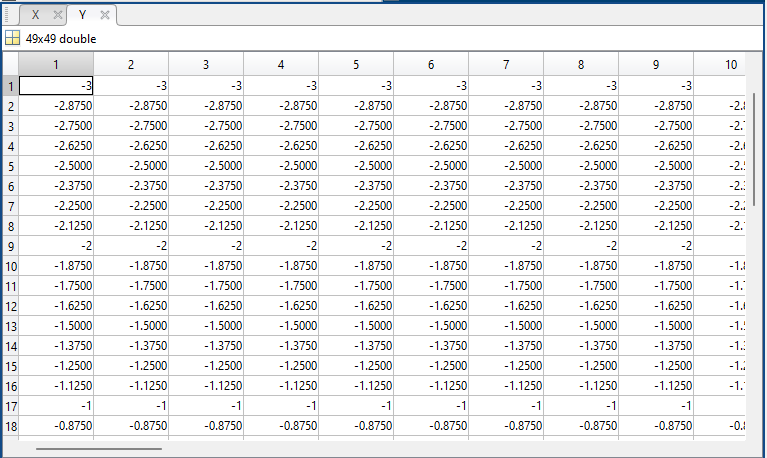 X Y
49x49 double
1 2 3 4 5 6 7 8 9 10
1 -3 -3 -3 -3 -3 -3 -3 -3 -3
2 -2.8750 -2.8750 -2.8750 -2.8750 -2.8750 -2.8750 -2.8750 -2.8750 -2.8750
3 -2.7500 -2.7500 -2.7500 -2.7500 -2.7500 -2.7500 -2.7500 -2.7500 -2.7500
4 -2.6250 -2.6250 -2.6250 -2.6250 -2.6250 -2.6250 -2.6250 -2.6250 -2.6250
5 -2.5000 -2.5000 -2.5000 -2.5000 -2.5000 -2.5000 -2.5000 -2.5000 -2.5000
6 -2.3750 -2.3750 -2.3750 -2.3750 -2.3750 -2.3750 -2.3750 -2.3750 -2.3750
7 -2.2500 -2.2500 -2.2500 -2.2500 -2.2500 -2.2500 -2.2500 -2.2500 -2.2500
8 -2.1250 -2.1250 -2.1250 -2.1250 -2.1250 -2.1250 -2.1250 -2.1250 -2.1250
9 -2 -2 -2 -2 -2 -2 -2 -2 -2
10 -1.8750 -1.8750 -1.8750 -1.8750 -1.8750 -1.8750 -1.8750 -1.8750 -1.8750
11 -1.7500 -1.7500 -1.7500 -1.7500 -1.7500 -1.7500 -1.7500 -1.7500 -1.7500
12 -1.6250 -1.6250 -1.6250 -1.6250 -1.6250 -1.6250 -1.6250 -1.6250 -1.6250
13 -1.5000 -1.5000 -1.5000 -1.5000 -1.5000 -1.5000 -1.5000 -1.5000 -1.5000
14 -1.3750 -1.3750 -1.3750 -1.3750 -1.3750 -1.3750 -1.3750 -1.3750 -1.3750
15 -1.2500 -1.2500 -1.2500 -1.2500 -1.2500 -1.2500 -1.2500 -1.2500 -1.2500
16 -1.1250 -1.1250 -1.1250 -1.1250 -1.1250 -1.1250 -1.1250 -1.1250 -1.1250
17 -1 -1 -1 -1 -1 -1 -1 -1 -1
18 -0.8750 -0.8750 -0.8750 -0.8750 -0.8750 -0.8750 -0.8750 -0.8750 -0.8750